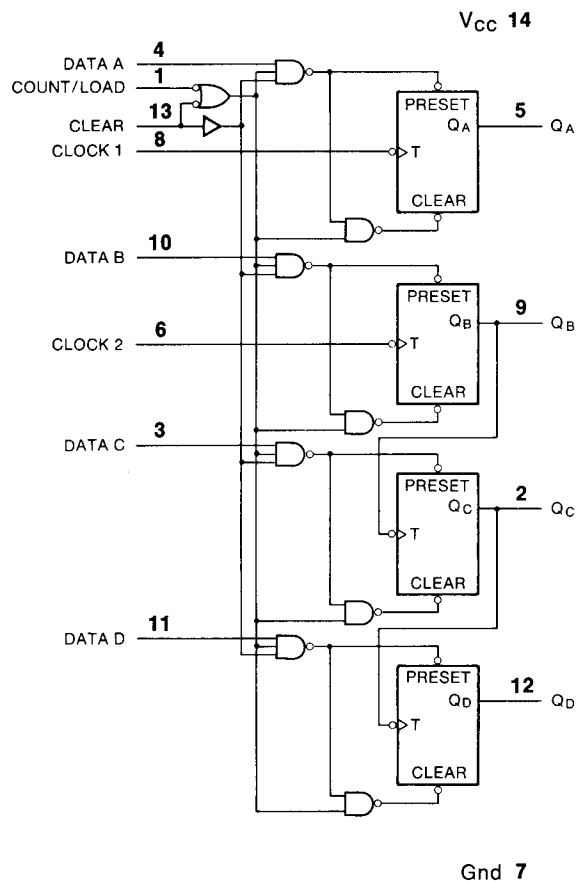 VCC 14
DATA A 4
COUNT/LOAD 1
CLEAR 13
CLOCK 1 8
PRESET
QA 5 QA
T
CLEAR
DATA B 10
PRESET
QB 9 QB
CLOCK 2 6
T
CLEAR
DATA C 3
PRESET
QC 2 QC
T
CLEAR
DATA D 11
PRESET
QD 12 QD
T
CLEAR
Gnd 7